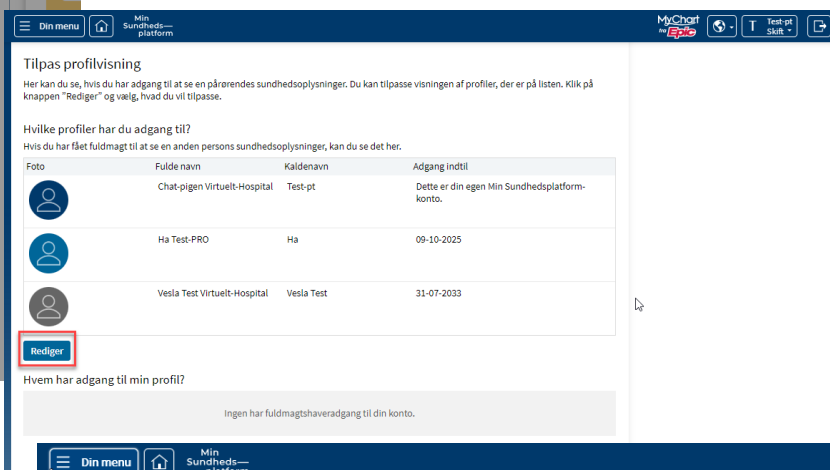 Din menu
Min
Sundheds—
platform
MyChart
Epic
T Test-pt
Skift
Tilpas profilvisning
Her kan du se, hvis du har adgang til at se en pårørendes sundhedsoplysninger. Du kan tilpasse visningen af profiler, der er på listen. Klik på
knappen "Rediger" og vælg, hvad du vil tilpasse.
Hvilke profiler har du adgang til?
Hvis du har fået fuldmagt til at se en anden persons sundhedsoplysninger, kan du se det her.
Foto Fulde navn Kaldenavn Adgang indtil
Chat-pigen Virtuelt-Hospital Test-pt Dette er din egen Min Sundhedsplatform-
konto.
Ha Test-PRO Ha 09-10-2025
Vesla Test Virtuelt-Hospital Vesla Test 31-07-2033
Rediger
Hvem har adgang til min profil?
Ingen har fuldmagtshaveradgang til din konto.
Din menu
Min
Sundheds—